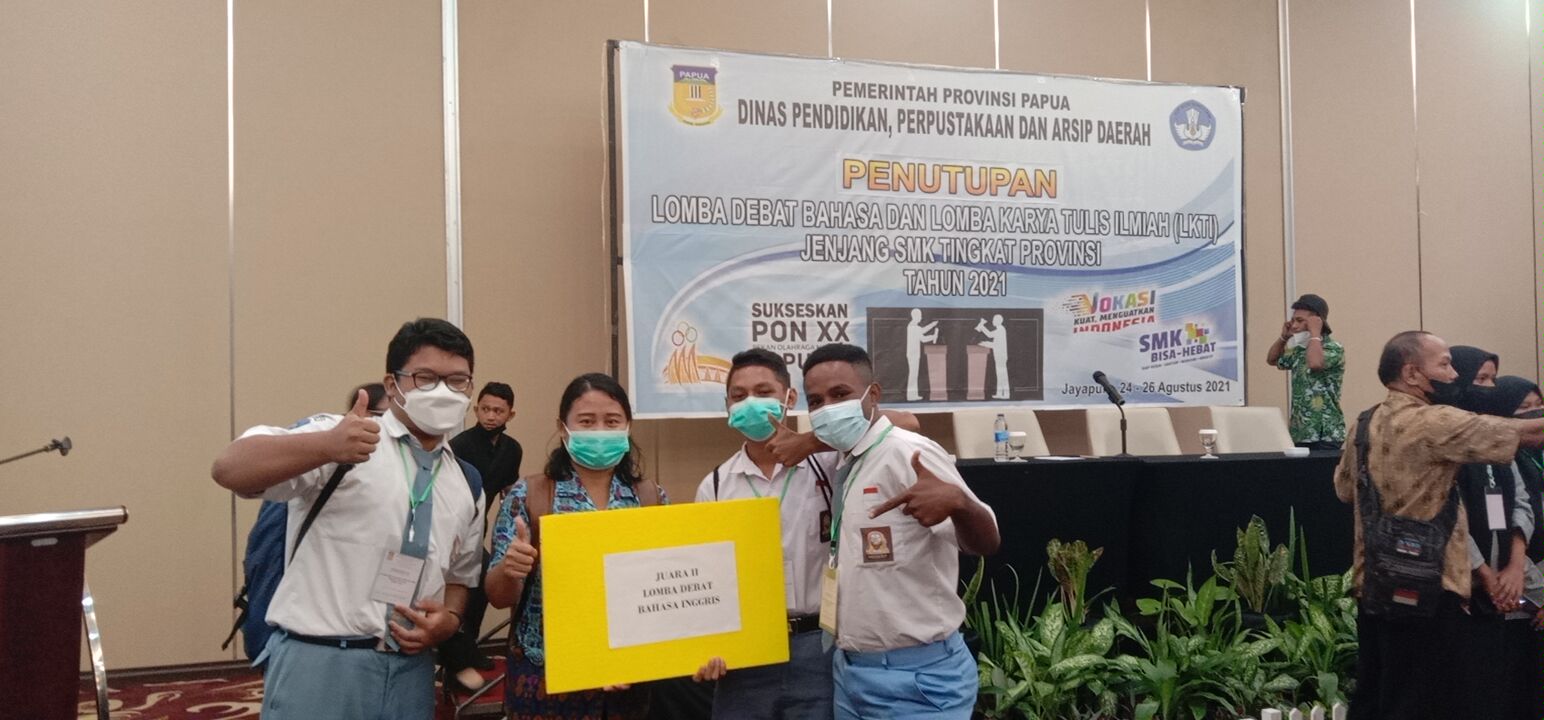 PAPUA
PEMERINTAH PROVINSI PAPUA
DINAS PENDIDIKAN, PERPUSTAKAAN DAN ARSIP DAERAH
PENUTUPAN
LOMBA DEBAT BAHASA DAN LOMBA KARYA TULIS ILMIAH (LKTI)
JENJANG SMK TINGKAT PROVINSI
TAHUN 2021
SUKSESKAN
PON XX
VOKASI
KUAT, MENGUATKAN
INDONESIA
SMK
BISA-HEBAT
24 - 26 Agustus 2021
JUARA II
LOMBA DEBAT
BAHASA INGGRIS